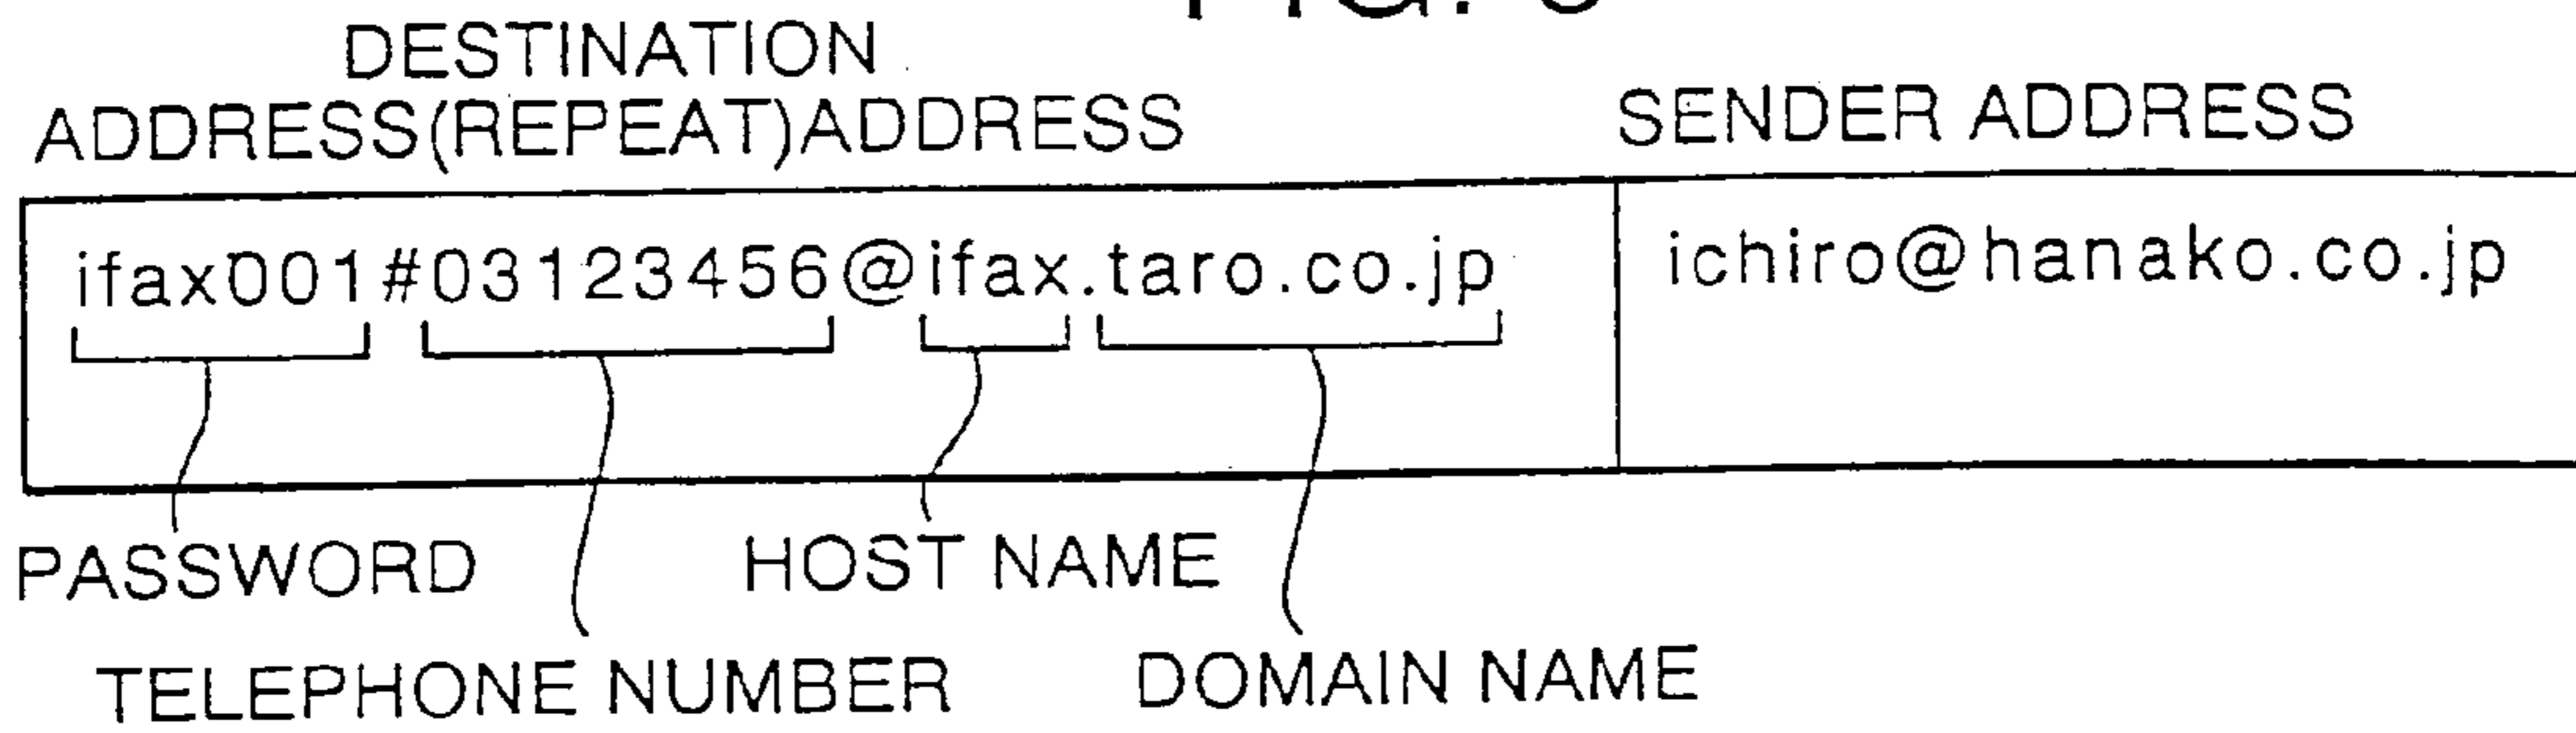 DESTINATION
ADDRESS(REPEAT)ADDRESS
SENDER ADDRESS
ifax001#03123456@ifax.taro.co.jp
ichiro@hanako.co.jp
PASSWORD
HOST NAME
TELEPHONE NUMBER
DOMAIN NAME